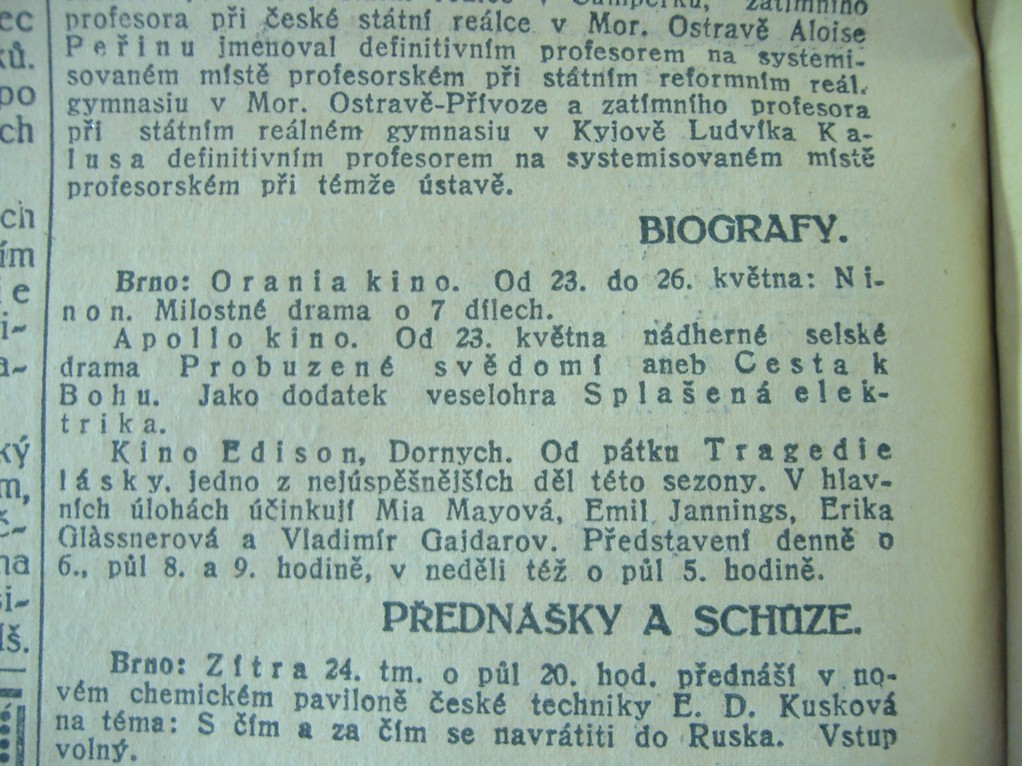 profesora při české státní reálce v Mor. Ostravě Aloise
Peřinu jmenoval definitivním profesorem na systemi-
sovaném místě profesorském při státním reformním reál.
gymnasiu v Mor. Ostravě-Přívoze a zatímního profesora
při státním reálném gymnasiu v Kyjově Ludvíka Ka-
lusa definitivním profesorem na systemisovaném místě
profesorském při témže ústavě.
BIOGRAFY.
Brno: Orania kino. Od 23. do 26. května: Ni-
non. Milostné drama o 7 dílech.
Apollo kino. Od 23. května nádherné selské
drama Probuzené svědomí aneb Cesta k
Bohu. Jako dodatek veselohra Splašená elek-
trika.
Kino Edison, Dornych. Od pátku Tragedie
lásky, jedno z nejúspěšnějších děl této sezony. V hlav-
ních úlohách účinkují Mia Mayová, Emil Jannings, Erika
Glässnerová a Vladimír Gajdarov. Představení denně o
6., půl 8. a 9. hodině, v neděli též o půl 5. hodině.
PŘEDNÁŠKY A SCHŮZE.
Brno: Zítra 24. tm. o půl 20. hod. přednáší v no-
vém chemickém paviloně české techniky E. D. Kusková
na téma: S čím a za čím se navrátiti do Ruska. Vstup
volný.